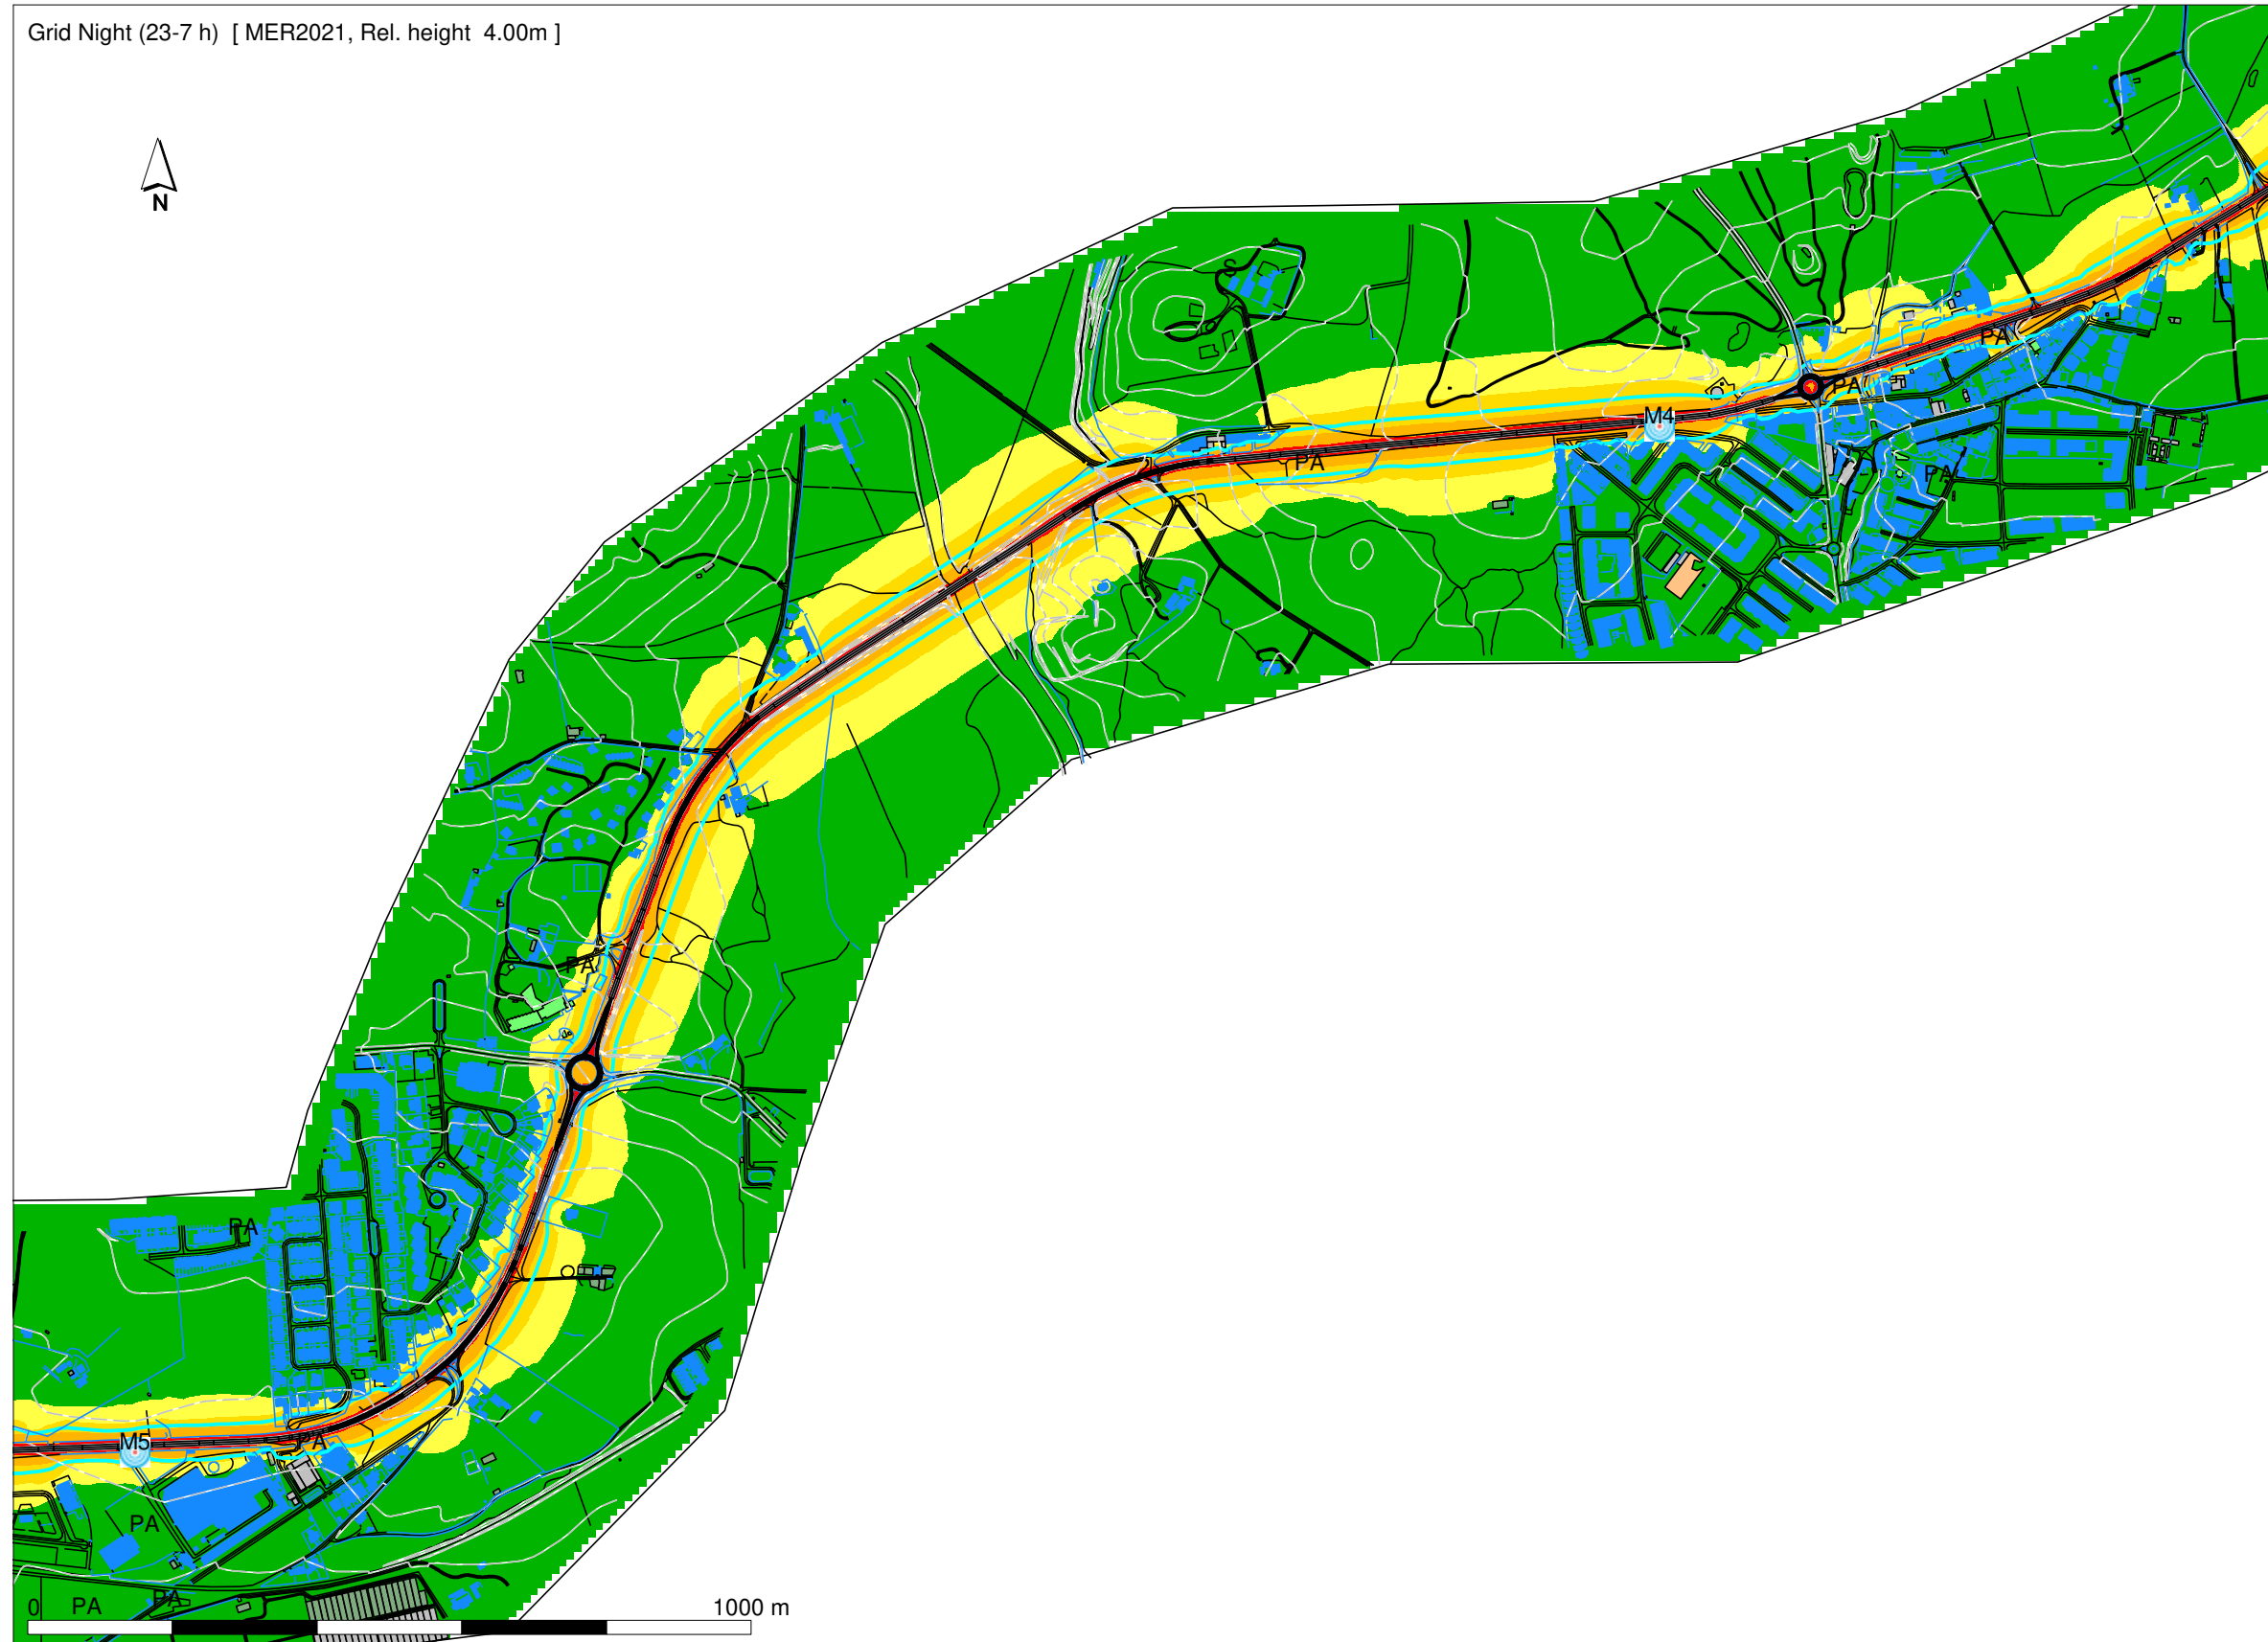 Grid Night (23-7 h)  [ MER2021, Rel. height  4.00m ]
N
S
PA
PA
M4
PA
PA
PA
PA
M5
PA
PA
PA
PA
0
1000 m